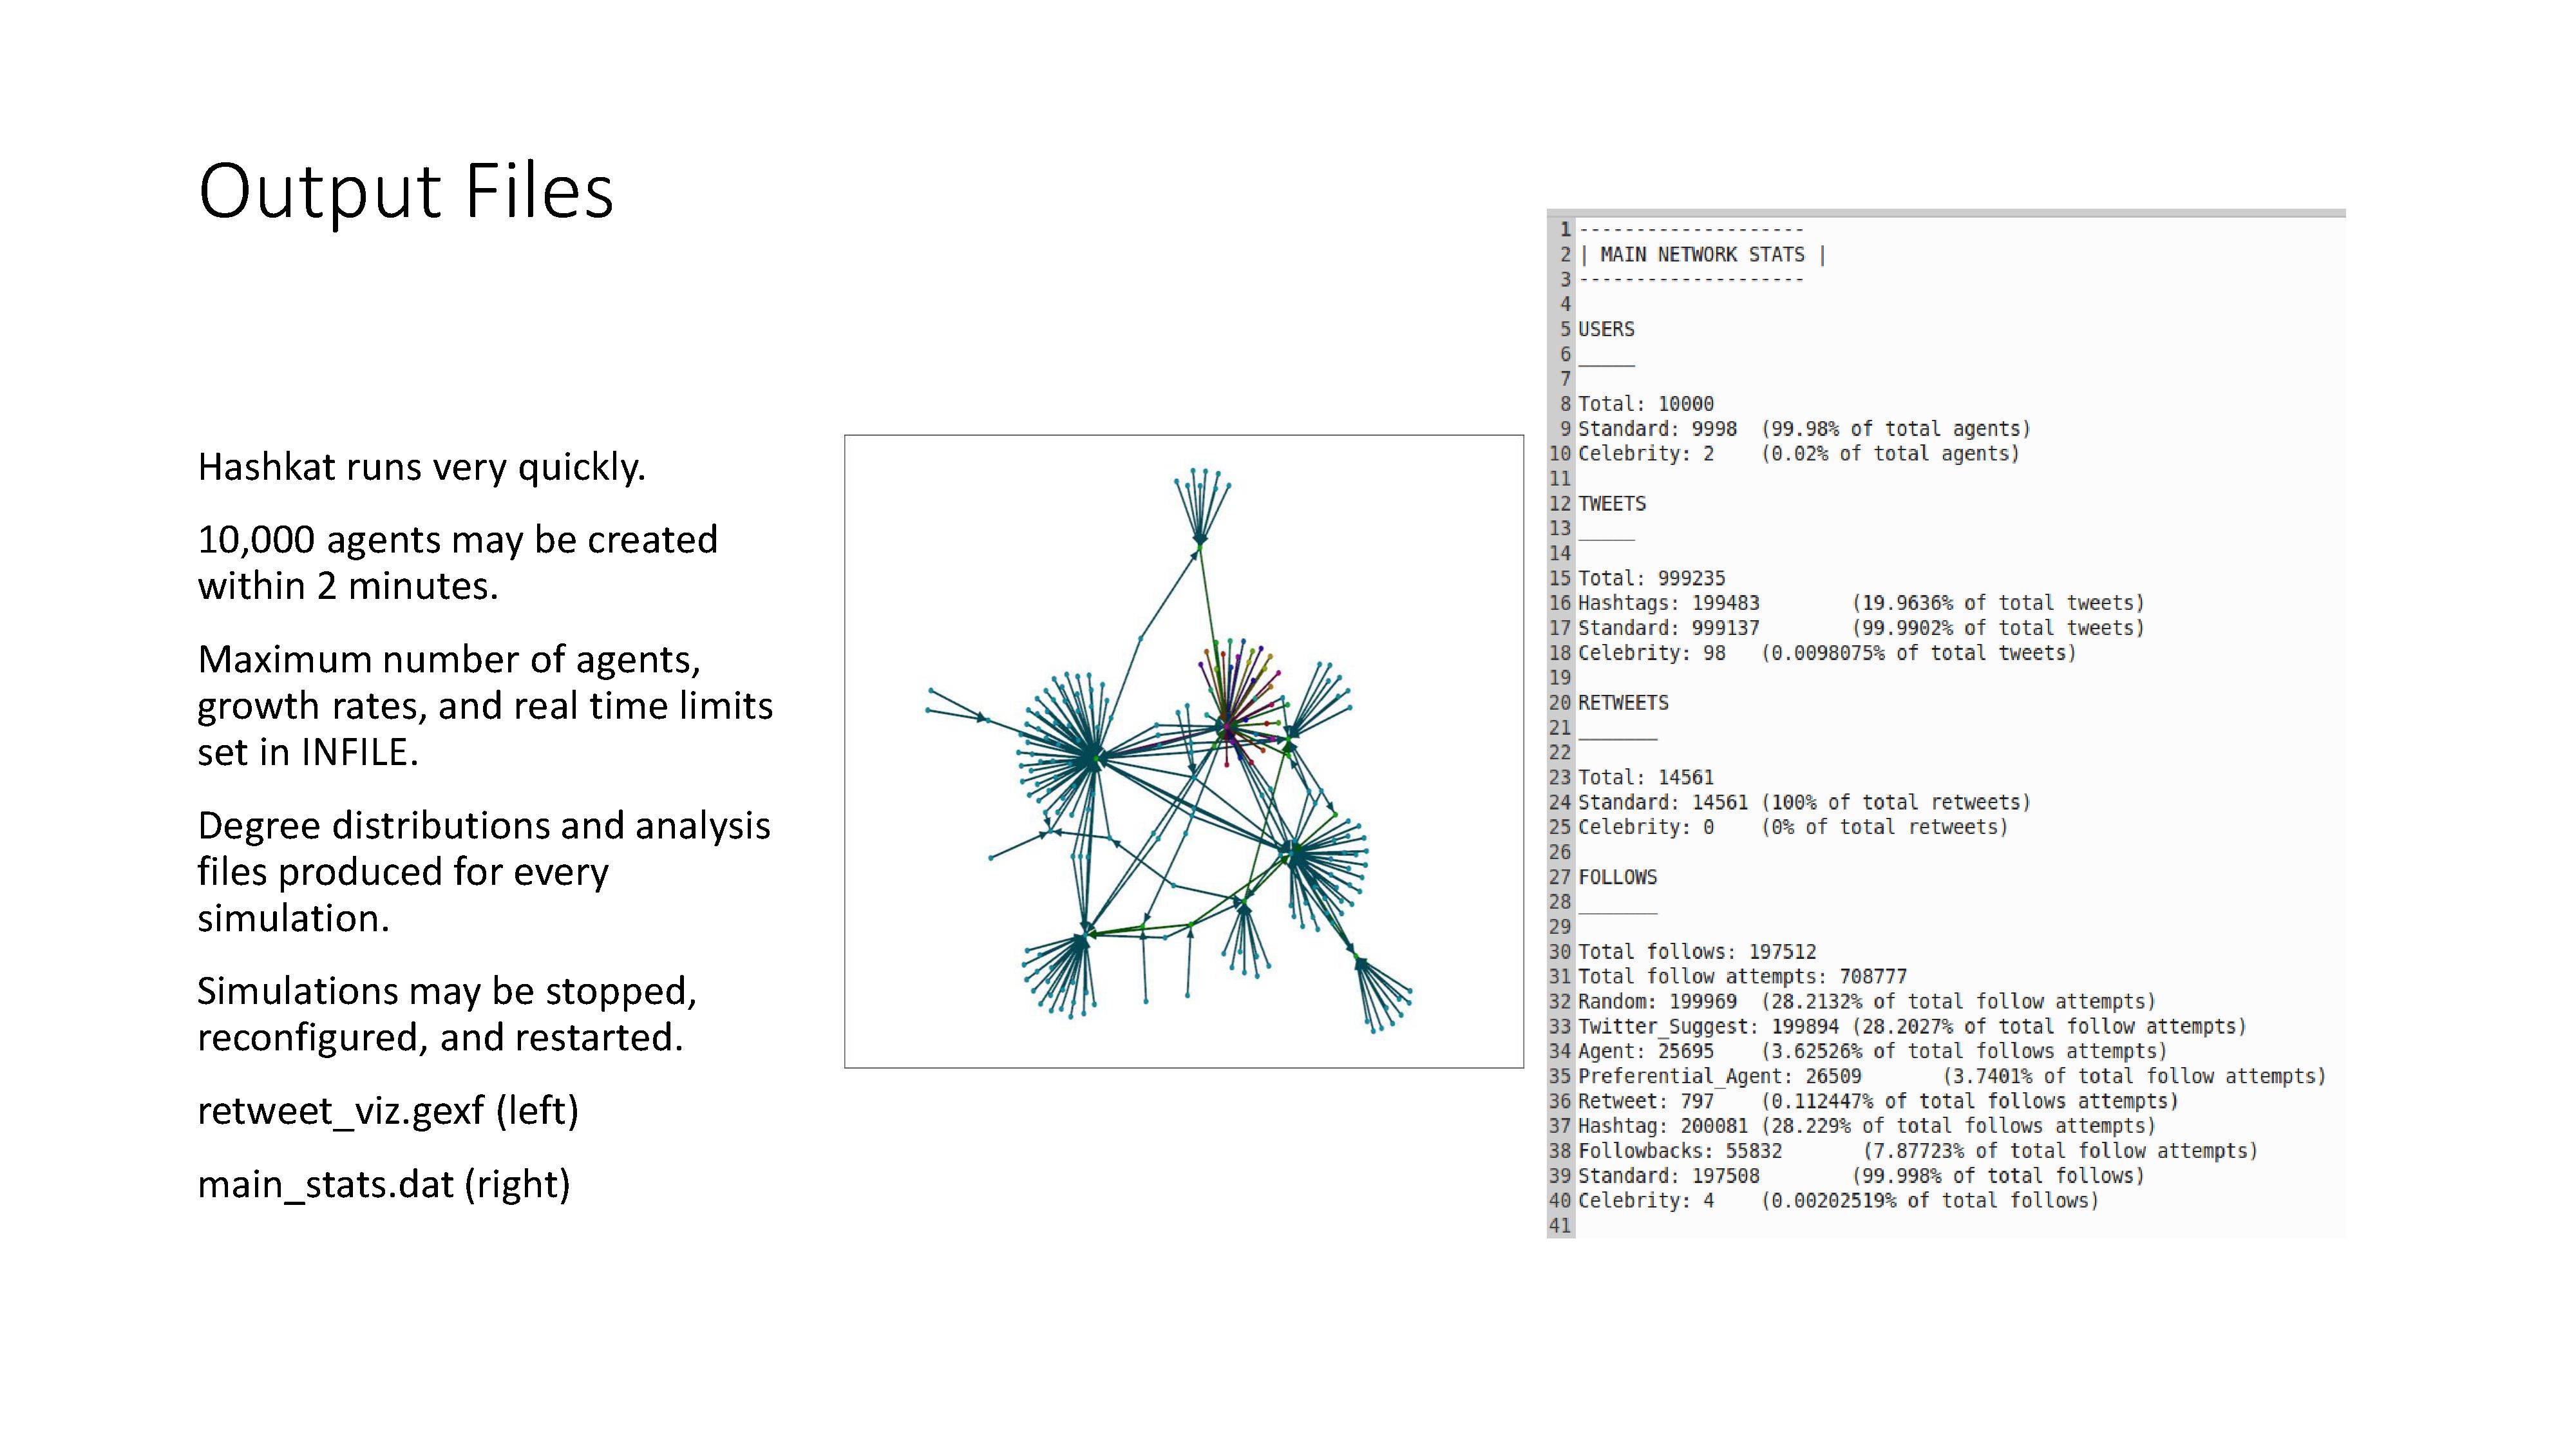 Output Files
Hashkat runs very quickly.
10,000 agents may be created
within 2 minutes.
Maximum number of agents,
growth rates, and real time limits
set in INFILE.
Degree distributions and analysis
files produced for every
simulation.
Simulations may be stopped,
reconfigured, and restarted.
retweet_viz.gexf (left)
main_stats.dat (right)
1 --------------------
2 | MAIN NETWORK STATS |
3 --------------------
4
5 USERS
6 _____
7
8 Total: 10000
9 Standard: 9998 (99.98% of total agents)
10 Celebrity: 2 (0.02% of total agents)
11
12 TWEETS
13 _____
14
15 Total: 999235
16 Hashtags: 199483 (19.9636% of total tweets)
17 Standard: 999137 (99.9902% of total tweets)
18 Celebrity: 98 (0.0098075% of total tweets)
19
20 RETWEETS
21 _______
22
23 Total: 14561
24 Standard: 14561 (100% of total retweets)
25 Celebrity: 0 (0% of total retweets)
26
27 FOLLOWS
28 _______
29
30 Total follows: 197512
31 Total follow attempts: 708777
32 Random: 199969 (28.2132% of total follow attempts)
33 Twitter_Suggest: 199894 (28.2027% of total follow attempts)
34 Agent: 25695 (3.62526% of total follows attempts)
35 Preferential_Agent: 26509 (3.7401% of total follow attempts)
36 Retweet: 797 (0.112447% of total follows attempts)
37 Hashtag: 200081 (28.229% of total follows attempts)
38 Followbacks: 55832 (7.87723% of total follow attempts)
39 Standard: 197508 (99.998% of total follows)
40 Celebrity: 4 (0.00202519% of total follows)
41